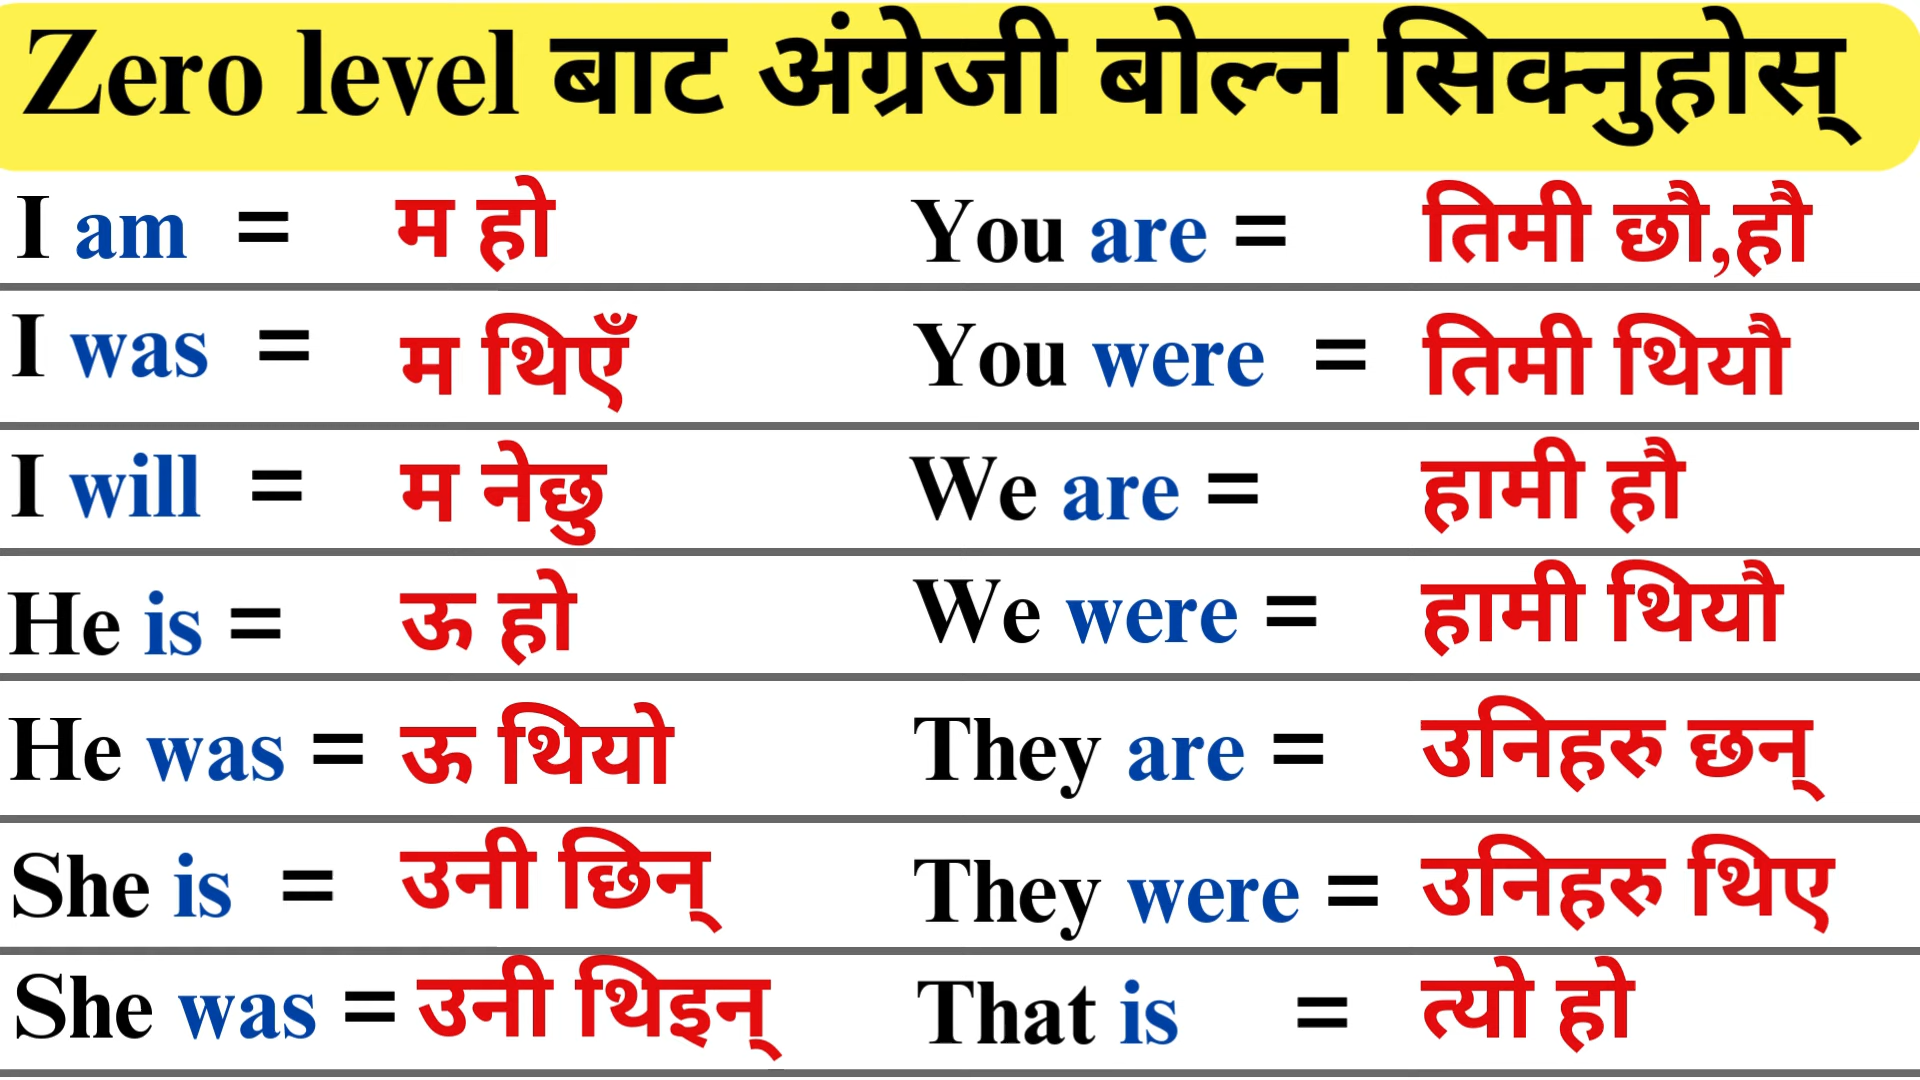 Zero level बाट अंग्रेजी बोल्न सिक्नुहोस्
I am = म हो
You are = तिमी छौ,हौ
I was = म थिएँ
You were = तिमी थियौ
I will = म नेछु
We are = हामी हौ
He is = ऊ हो
We were = हामी थियौ
He was = ऊ थियो
They are = उनिहरु छन्
She is = उनी छिन्
They were = उनिहरु थिए
She was = उनी थिइन्
That is = त्यो हो